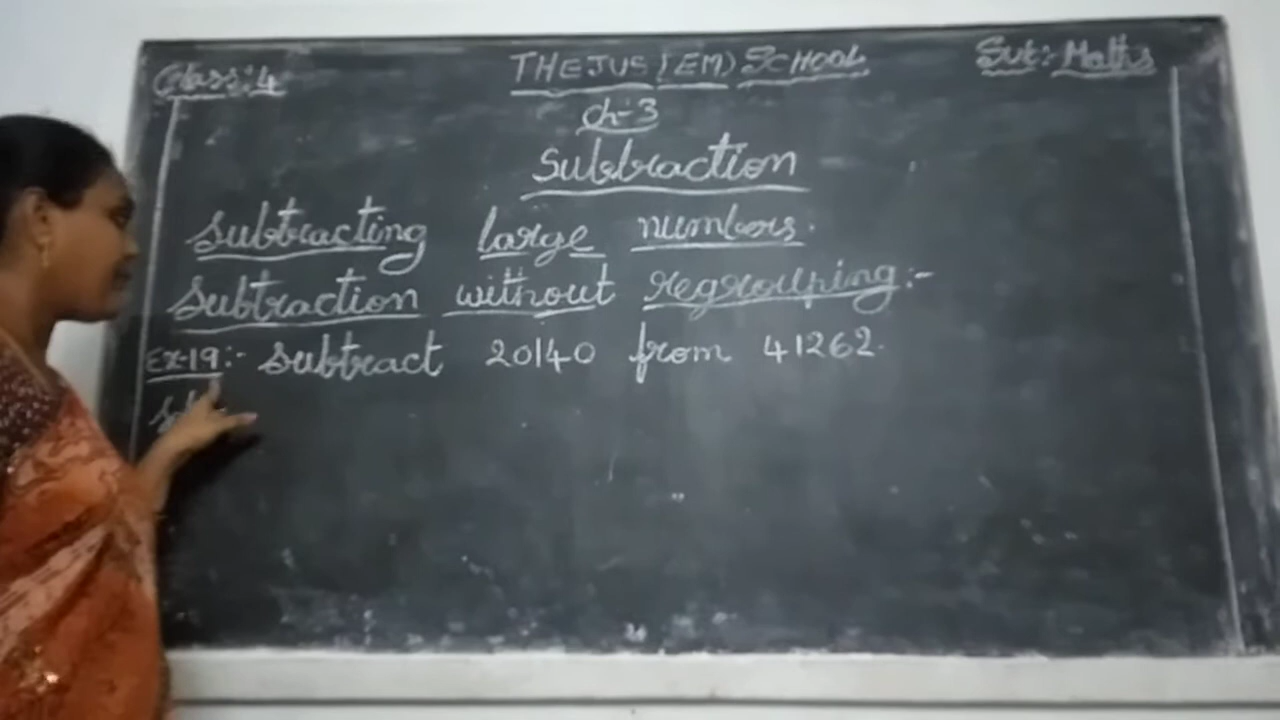 Class: 4 THEJUS (EM) SCHOOL Sub: Maths
Ch-3
Subtraction
Subtracting large numbers.
Subtraction without regrouping:-
Ex-19:- Subtract 20140 from 41262.